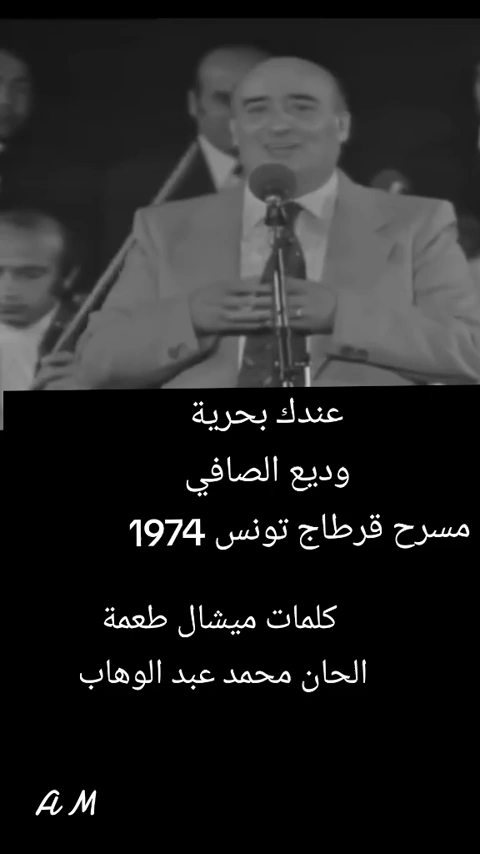 عندك بحرية
وديع الصافي
مسرح قرطاج تونس 1974
كلمات ميشال طعمة
الحان محمد عبد الوهاب
A M